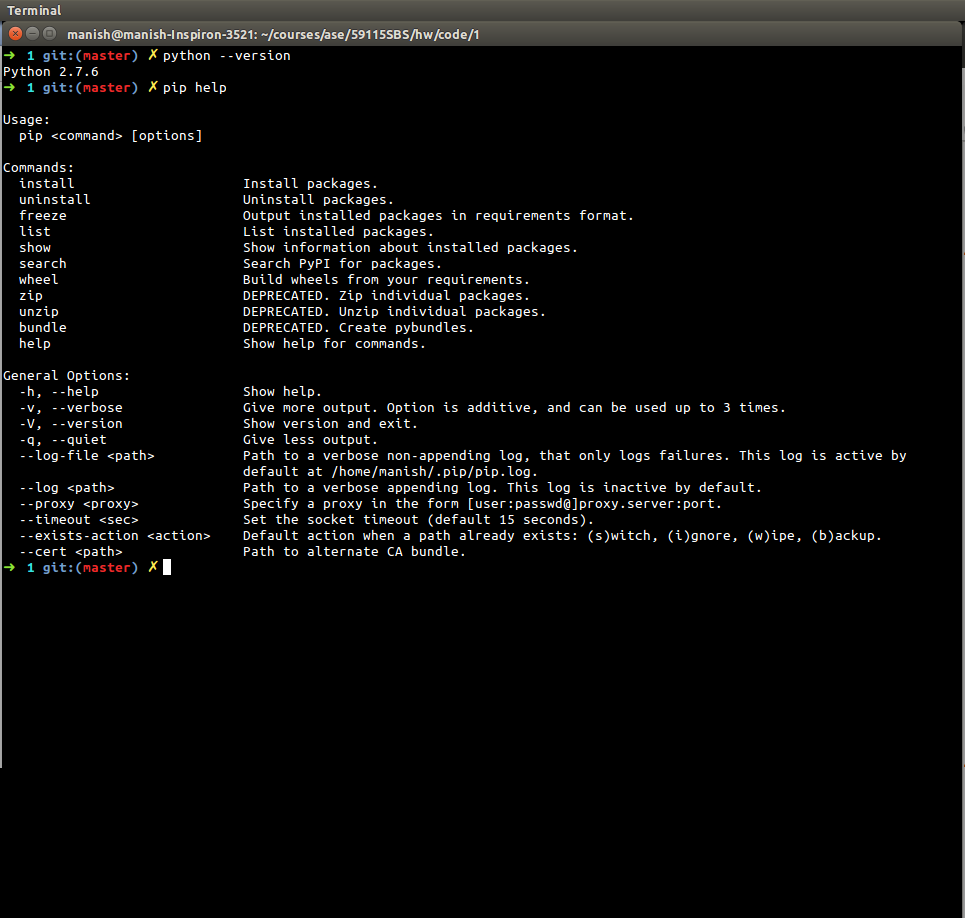 Terminal
manish@manish-Inspiron-3521: ~/courses/ase/59115SBS/hw/code/1
➜  1 git:(master) ✗ python --version
Python 2.7.6
➜  1 git:(master) ✗ pip help

Usage:
  pip <command> [options]

Commands:
  install                     Install packages.
  uninstall                   Uninstall packages.
  freeze                      Output installed packages in requirements format.
  list                        List installed packages.
  show                        Show information about installed packages.
  search                      Search PyPI for packages.
  wheel                       Build wheels from your requirements.
  zip                         DEPRECATED. Zip individual packages.
  unzip                       DEPRECATED. Unzip individual packages.
  bundle                      DEPRECATED. Create pybundles.
  help                        Show help for commands.

General Options:
  -h, --help                  Show help.
  -v, --verbose               Give more output. Option is additive, and can be used up to 3 times.
  -V, --version               Show version and exit.
  -q, --quiet                 Give less output.
  --log-file <path>           Path to a verbose non-appending log, that only logs failures. This log is active by
                              default at /home/manish/.pip/pip.log.
  --log <path>                Path to a verbose appending log. This log is inactive by default.
  --proxy <proxy>             Specify a proxy in the form [user:passwd@]proxy.server:port.
  --timeout <sec>             Set the socket timeout (default 15 seconds).
  --exists-action <action>    Default action when a path already exists: (s)witch, (i)gnore, (w)ipe, (b)ackup.
  --cert <path>               Path to alternate CA bundle.
➜  1 git:(master) ✗